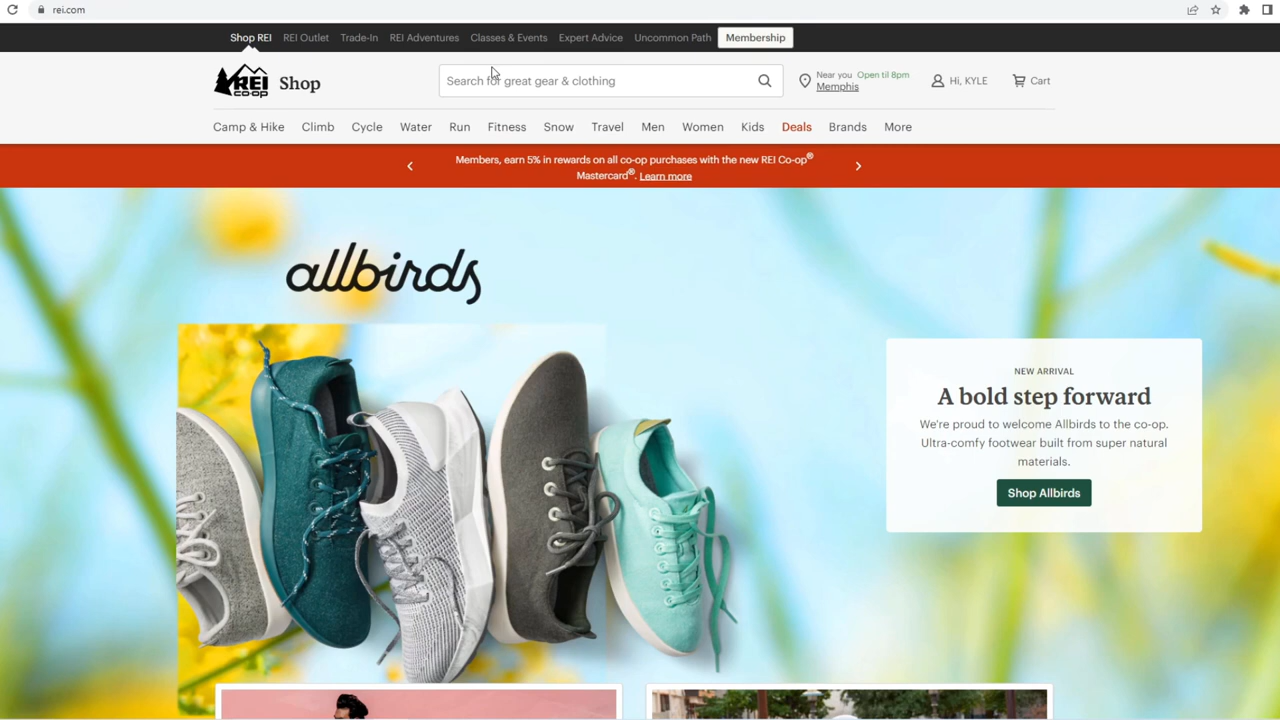 rei.com
Shop REI REI Outlet Trade-In REI Adventures Classes & Events Expert Advice Uncommon Path Membership
REI
CO·OP
Shop
Search for great gear & clothing
Near you Open til 8pm
Memphis
Hi, KYLE
Cart
Camp & Hike Climb Cycle Water Run Fitness Snow Travel Men Women Kids Deals Brands More
Members, earn 5% in rewards on all co-op purchases with the new REI Co-op®
Mastercard®. Learn more
allbirds
NEW ARRIVAL
A bold step forward
We're proud to welcome Allbirds to the co-op.
Ultra-comfy footwear built from super natural
materials.
Shop Allbirds